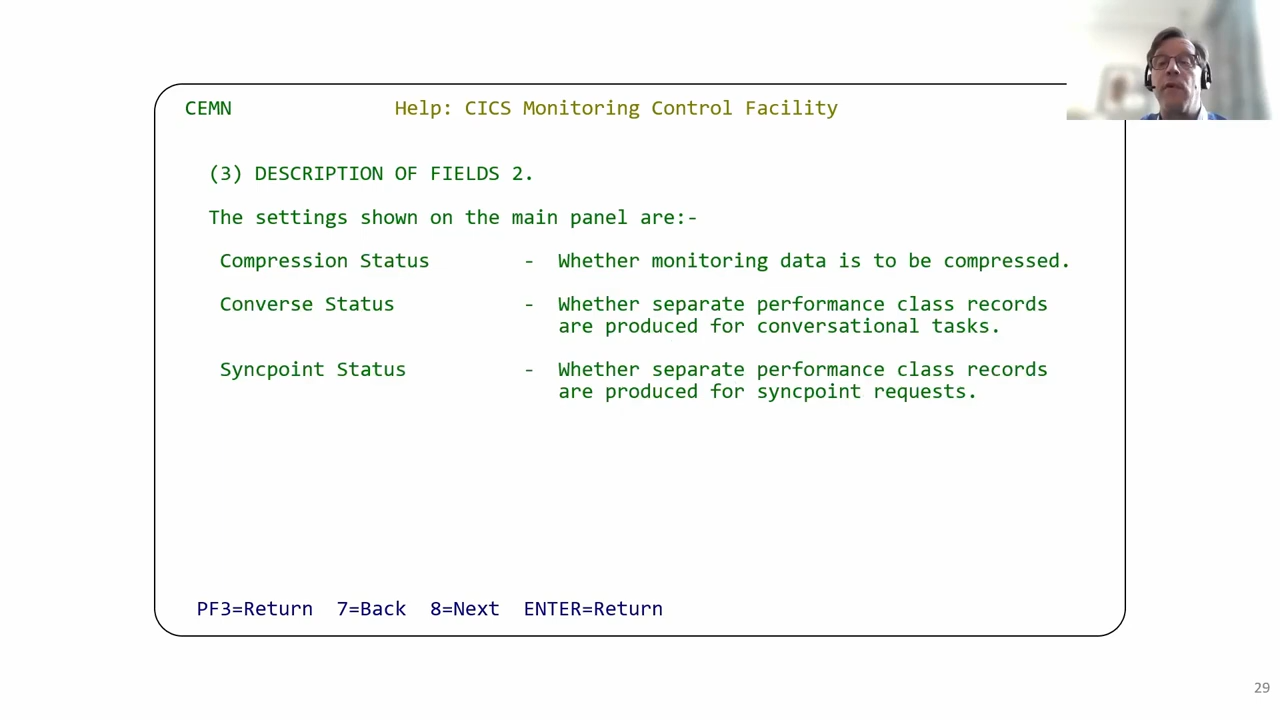 CEMN Help: CICS Monitoring Control Facility
(3) DESCRIPTION OF FIELDS 2.
The settings shown on the main panel are:-
Compression Status - Whether monitoring data is to be compressed.
Converse Status - Whether separate performance class records
are produced for conversational tasks.
Syncpoint Status - Whether separate performance class records
are produced for syncpoint requests.
PF3=Return 7=Back 8=Next ENTER=Return
29